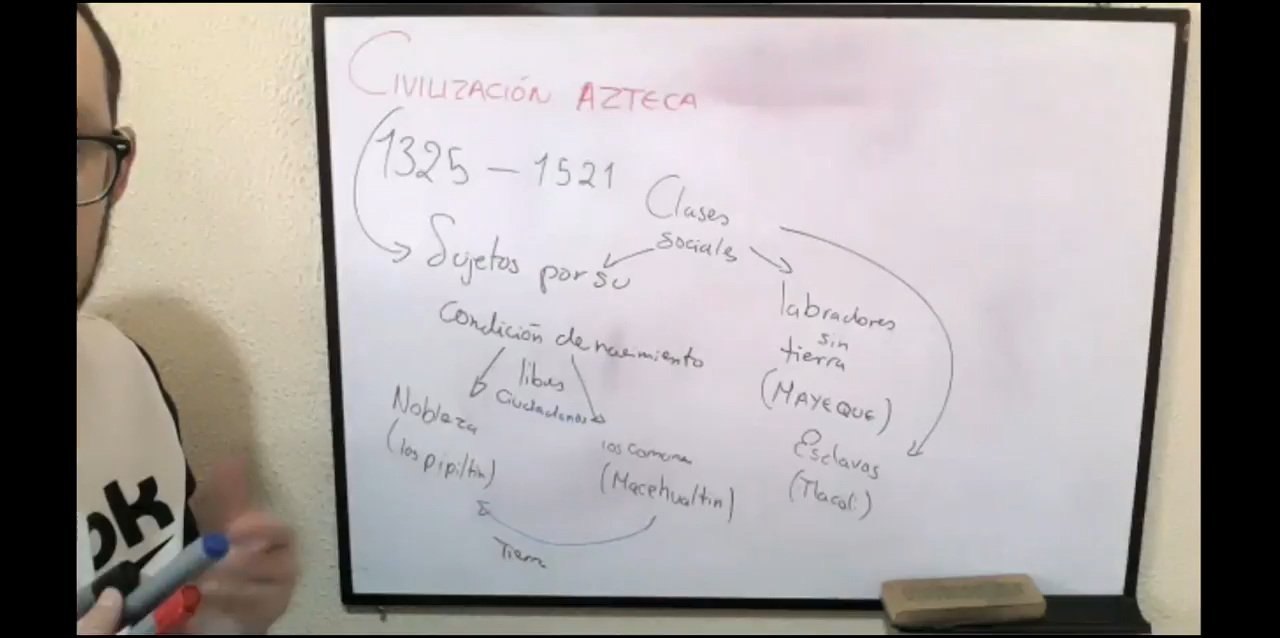 CIVILIZACIÓN AZTECA
1325 – 1521
Clases
sociales
Sujetos por su
Condición de nacimiento
libres
Ciudadanos
Nobleza
(los pipiltin)
los comunes
(Macehualtin)
Tierra
labradores
sin
tierra
(MAYEQUE)
Esclavos
(Tlacoli)
ok